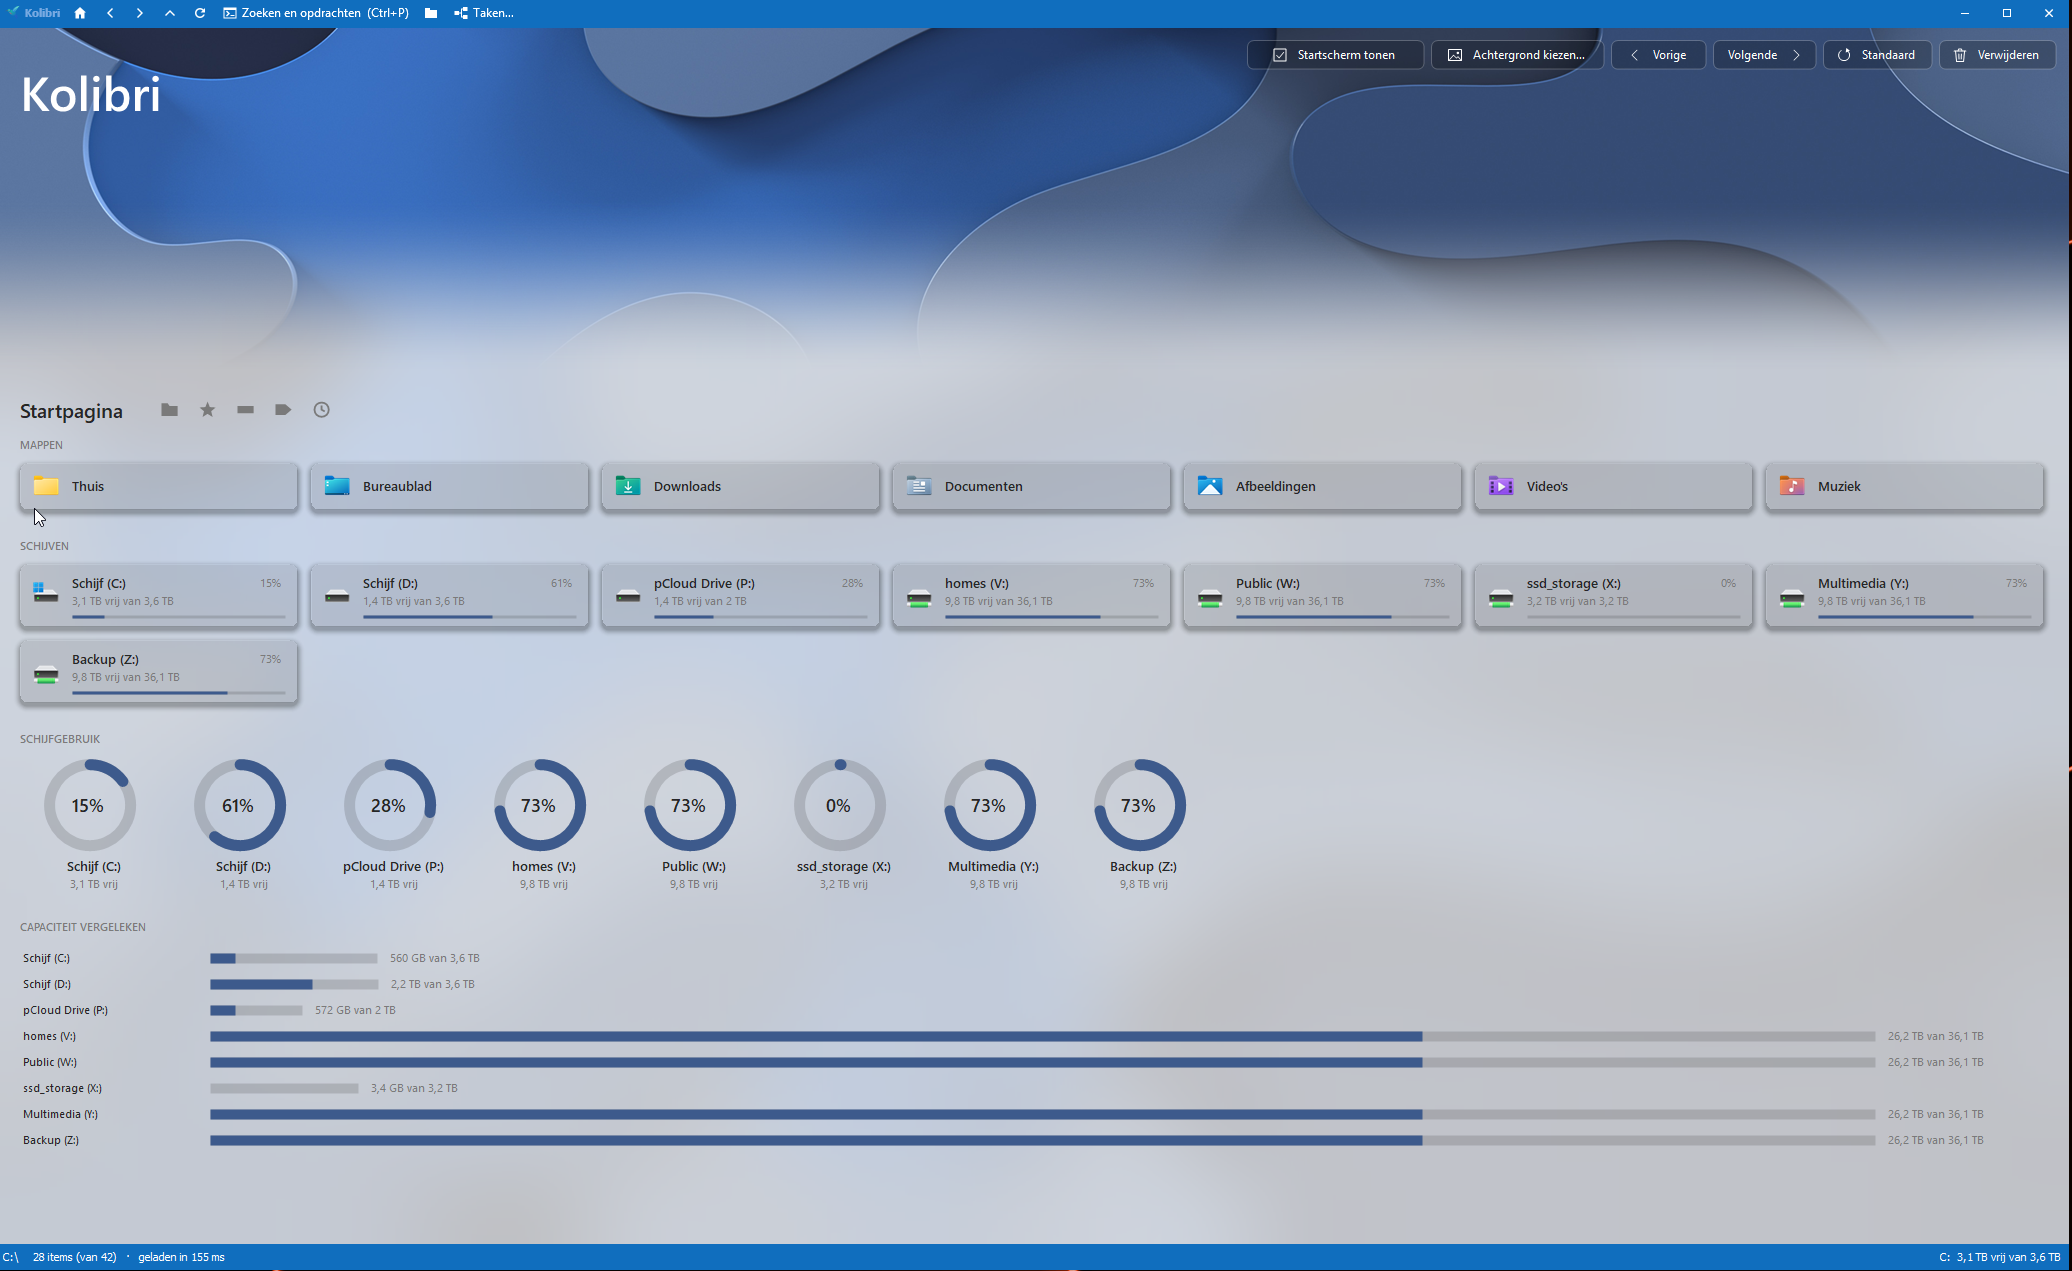 Kolibri Zoeken en opdrachten (Ctrl+P) Taken...
Startscherm tonen Achtergrond kiezen... Vorige Volgende Standaard Verwijderen
Kolibri
Startpagina
MAPPEN
Thuis Bureaublad Downloads Documenten Afbeeldingen Video's Muziek
SCHIJVEN
Schijf (C:) 15% Schijf (D:) 61% pCloud Drive (P:) 28% homes (V:) 73% Public (W:) 73% ssd_storage (X:) 0% Multimedia (Y:) 73%
3,1 TB vrij van 3,6 TB 1,4 TB vrij van 3,6 TB 1,4 TB vrij van 2 TB 9,8 TB vrij van 36,1 TB 9,8 TB vrij van 36,1 TB 3,2 TB vrij van 3,2 TB 9,8 TB vrij van 36,1 TB
Backup (Z:) 73%
9,8 TB vrij van 36,1 TB
SCHIJFGEBRUIK
15% 61% 28% 73% 73% 0% 73% 73%
Schijf (C:) Schijf (D:) pCloud Drive (P:) homes (V:) Public (W:) ssd_storage (X:) Multimedia (Y:) Backup (Z:)
3,1 TB vrij 1,4 TB vrij 1,4 TB vrij 9,8 TB vrij 9,8 TB vrij 3,2 TB vrij 9,8 TB vrij 9,8 TB vrij
CAPACITEIT VERGELEKEN
Schijf (C:) 560 GB van 3,6 TB
Schijf (D:) 2,2 TB van 3,6 TB
pCloud Drive (P:) 572 GB van 2 TB
homes (V:) 26,2 TB van 36,1 TB
Public (W:) 26,2 TB van 36,1 TB
ssd_storage (X:) 3,4 GB van 3,2 TB
Multimedia (Y:) 26,2 TB van 36,1 TB
Backup (Z:) 26,2 TB van 36,1 TB
C:\ 28 items (van 42) · geladen in 155 ms C: 3,1 TB vrij van 3,6 TB